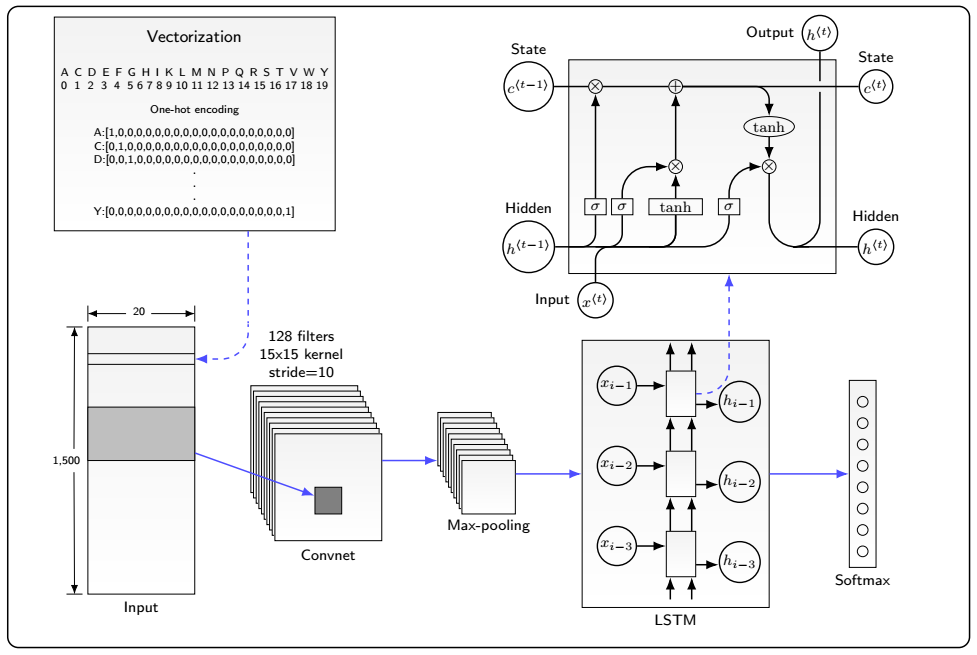 Vectorization
A C D E F G H I K L M N P Q R S T V W Y
0 1 2 3 4 5 6 7 8 9 10 11 12 13 14 15 16 17 18 19
One-hot encoding
A:[1,0,0,0,0,0,0,0,0,0,0,0,0,0,0,0,0,0,0,0]
C:[0,1,0,0,0,0,0,0,0,0,0,0,0,0,0,0,0,0,0,0]
D:[0,0,1,0,0,0,0,0,0,0,0,0,0,0,0,0,0,0,0,0]
.
.
.
Y:[0,0,0,0,0,0,0,0,0,0,0,0,0,0,0,0,0,0,0,1]
Output h⟨t⟩
State
c⟨t−1⟩
State
c⟨t⟩
tanh
σ σ tanh σ
Hidden
h⟨t−1⟩
Hidden
h⟨t⟩
Input x⟨t⟩
20
1,500
Input
128 filters
15x15 kernel
stride=10
Convnet
Max-pooling
x_{i−1}
h_{i−1}
x_{i−2}
h_{i−2}
x_{i−3}
h_{i−3}
LSTM
Softmax